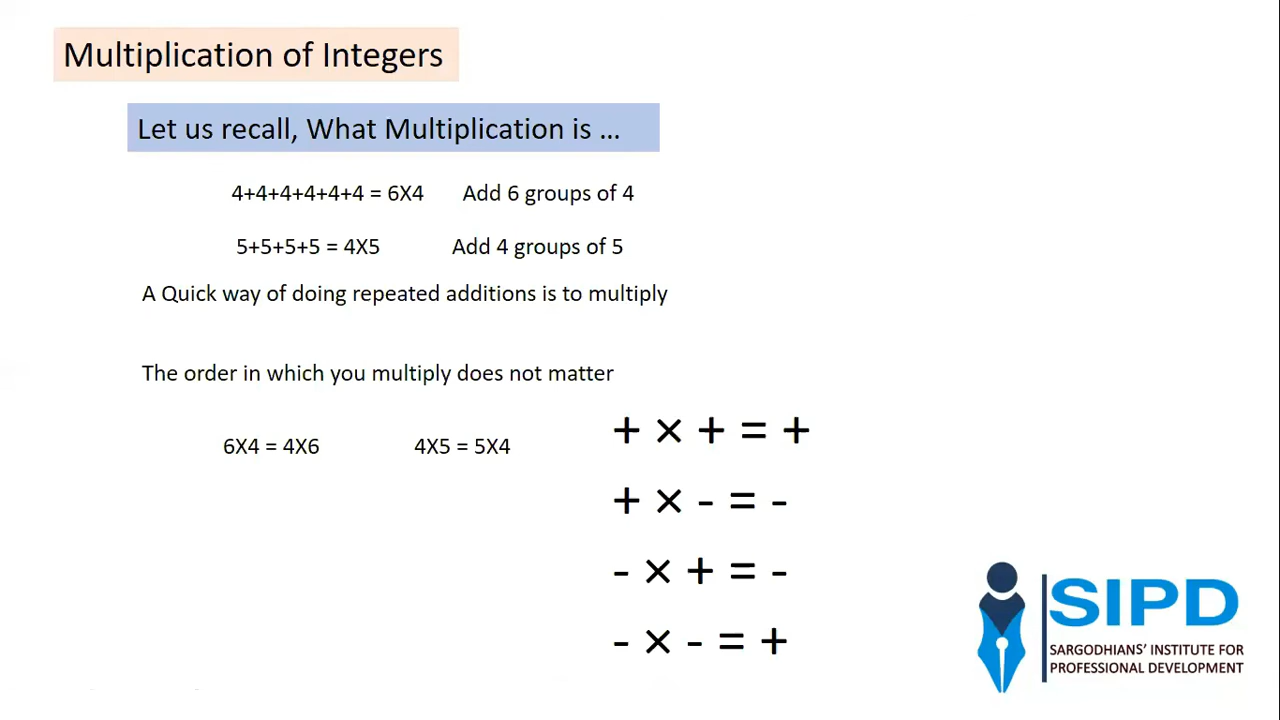 Multiplication of Integers
Let us recall, What Multiplication is ...
4+4+4+4+4+4 = 6X4 Add 6 groups of 4
5+5+5+5 = 4X5 Add 4 groups of 5
A Quick way of doing repeated additions is to multiply
The order in which you multiply does not matter
6X4 = 4X6 4X5 = 5X4
+ × + = +
+ × - = -
- × + = -
- × - = +
SIPD
SARGODHIANS' INSTITUTE FOR
PROFESSIONAL DEVELOPMENT